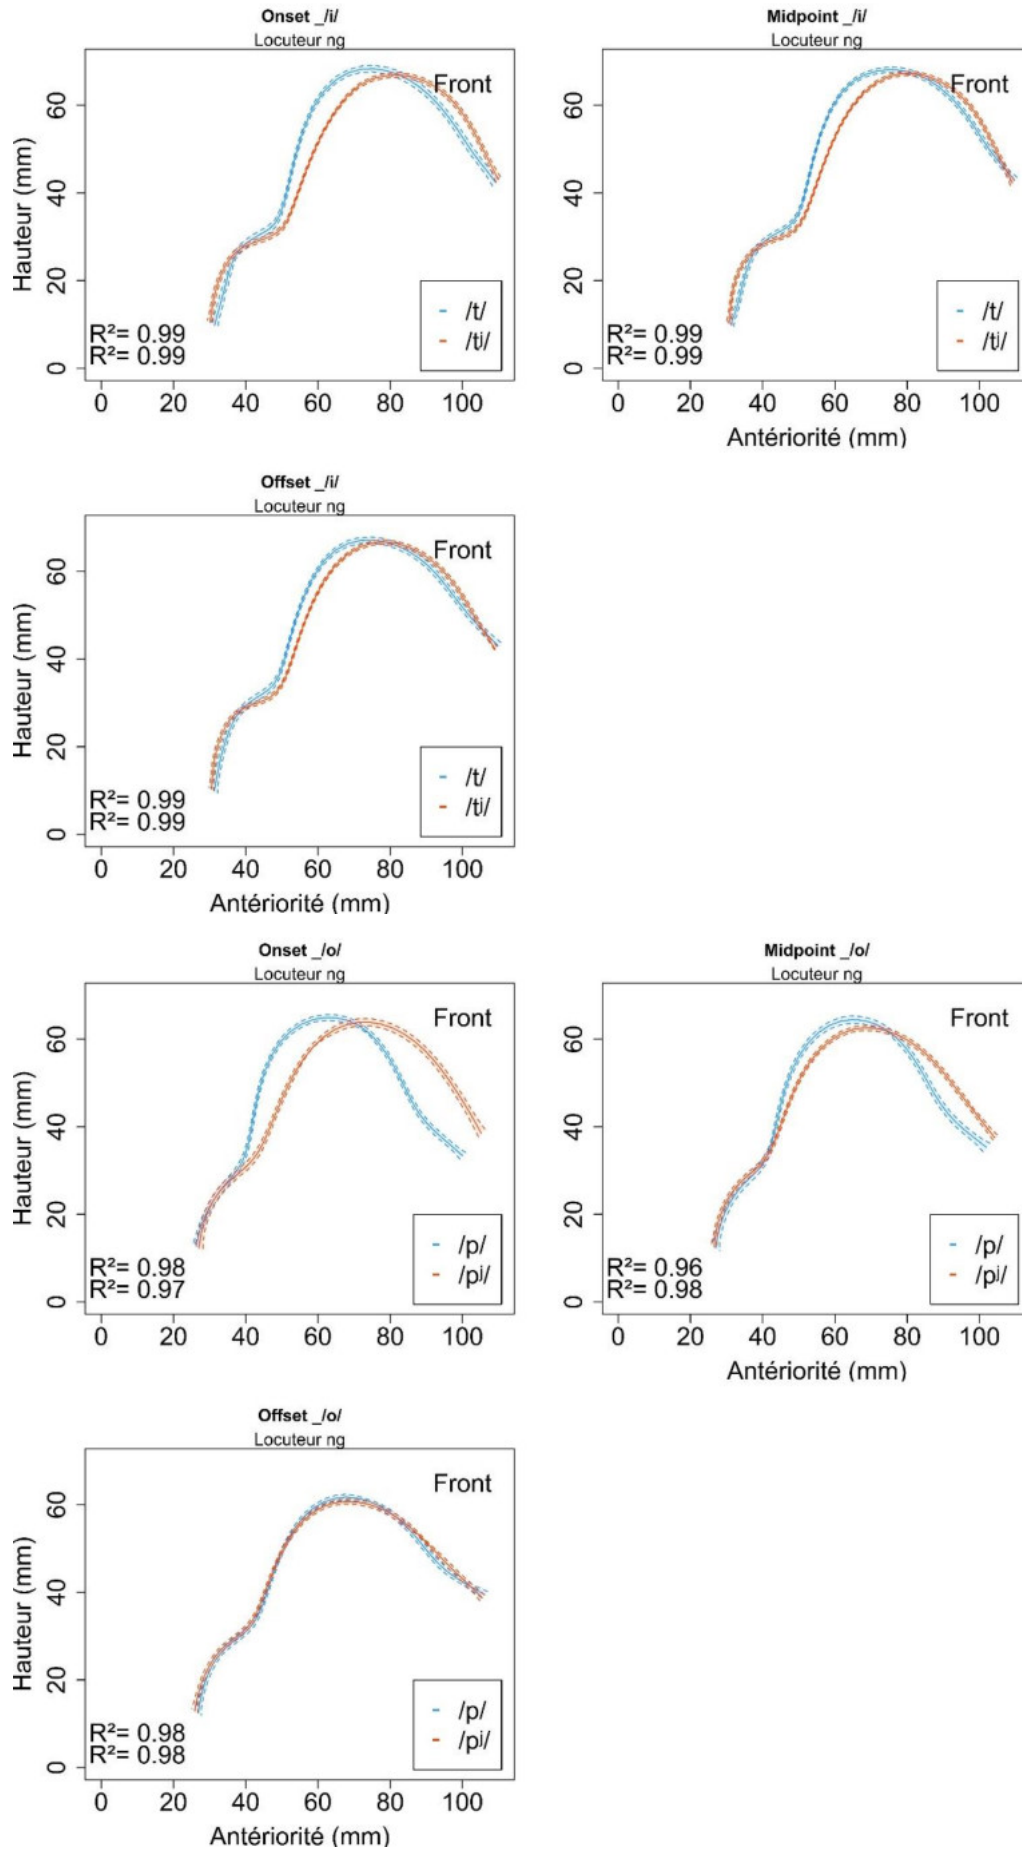 Onset _/i/
Locuteur ng
Front
Hauteur (mm)
0 20 40 60
R²= 0.99
R²= 0.99
/t/
/tʲ/
0 20 40 60 80 100
Midpoint _/i/
Locuteur ng
Front
0 20 40 60
R²= 0.99
R²= 0.99
/t/
/tʲ/
0 20 40 60 80 100
Antériorité (mm)
Offset _/i/
Locuteur ng
Front
Hauteur (mm)
0 20 40 60
R²= 0.99
R²= 0.99
/t/
/tʲ/
0 20 40 60 80 100
Antériorité (mm)
Onset _/o/
Locuteur ng
Front
Hauteur (mm)
0 20 40 60
R²= 0.98
R²= 0.97
/p/
/pʲ/
0 20 40 60 80 100
Midpoint _/o/
Locuteur ng
Front
0 20 40 60
R²= 0.96
R²= 0.98
/p/
/pʲ/
0 20 40 60 80 100
Antériorité (mm)
Offset _/o/
Locuteur ng
Front
Hauteur (mm)
0 20 40 60
R²= 0.98
R²= 0.98
/p/
/pʲ/
0 20 40 60 80 100
Antériorité (mm)